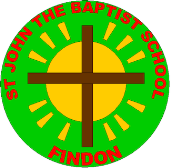 ST JOHN THE BAPTIST SCHOOL
FINDON